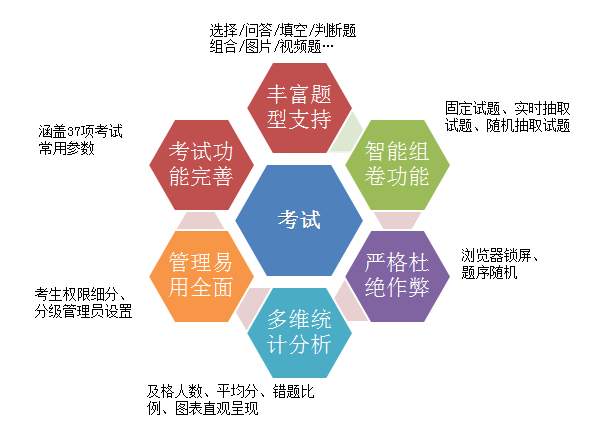 选择/问答/填空/判断题
组合/图片/视频题…
丰富题
型支持
固定试题、实时抽取
试题、随机抽取试题
智能组
卷功能
涵盖37项考试
常用参数
考试功
能完善
考试
浏览器锁屏、
题序随机
严格杜
绝作弊
管理易
用全面
考生权限细分、
分级管理员设置
多维统
计分析
及格人数、平均分、错题比
例、图表直观呈现